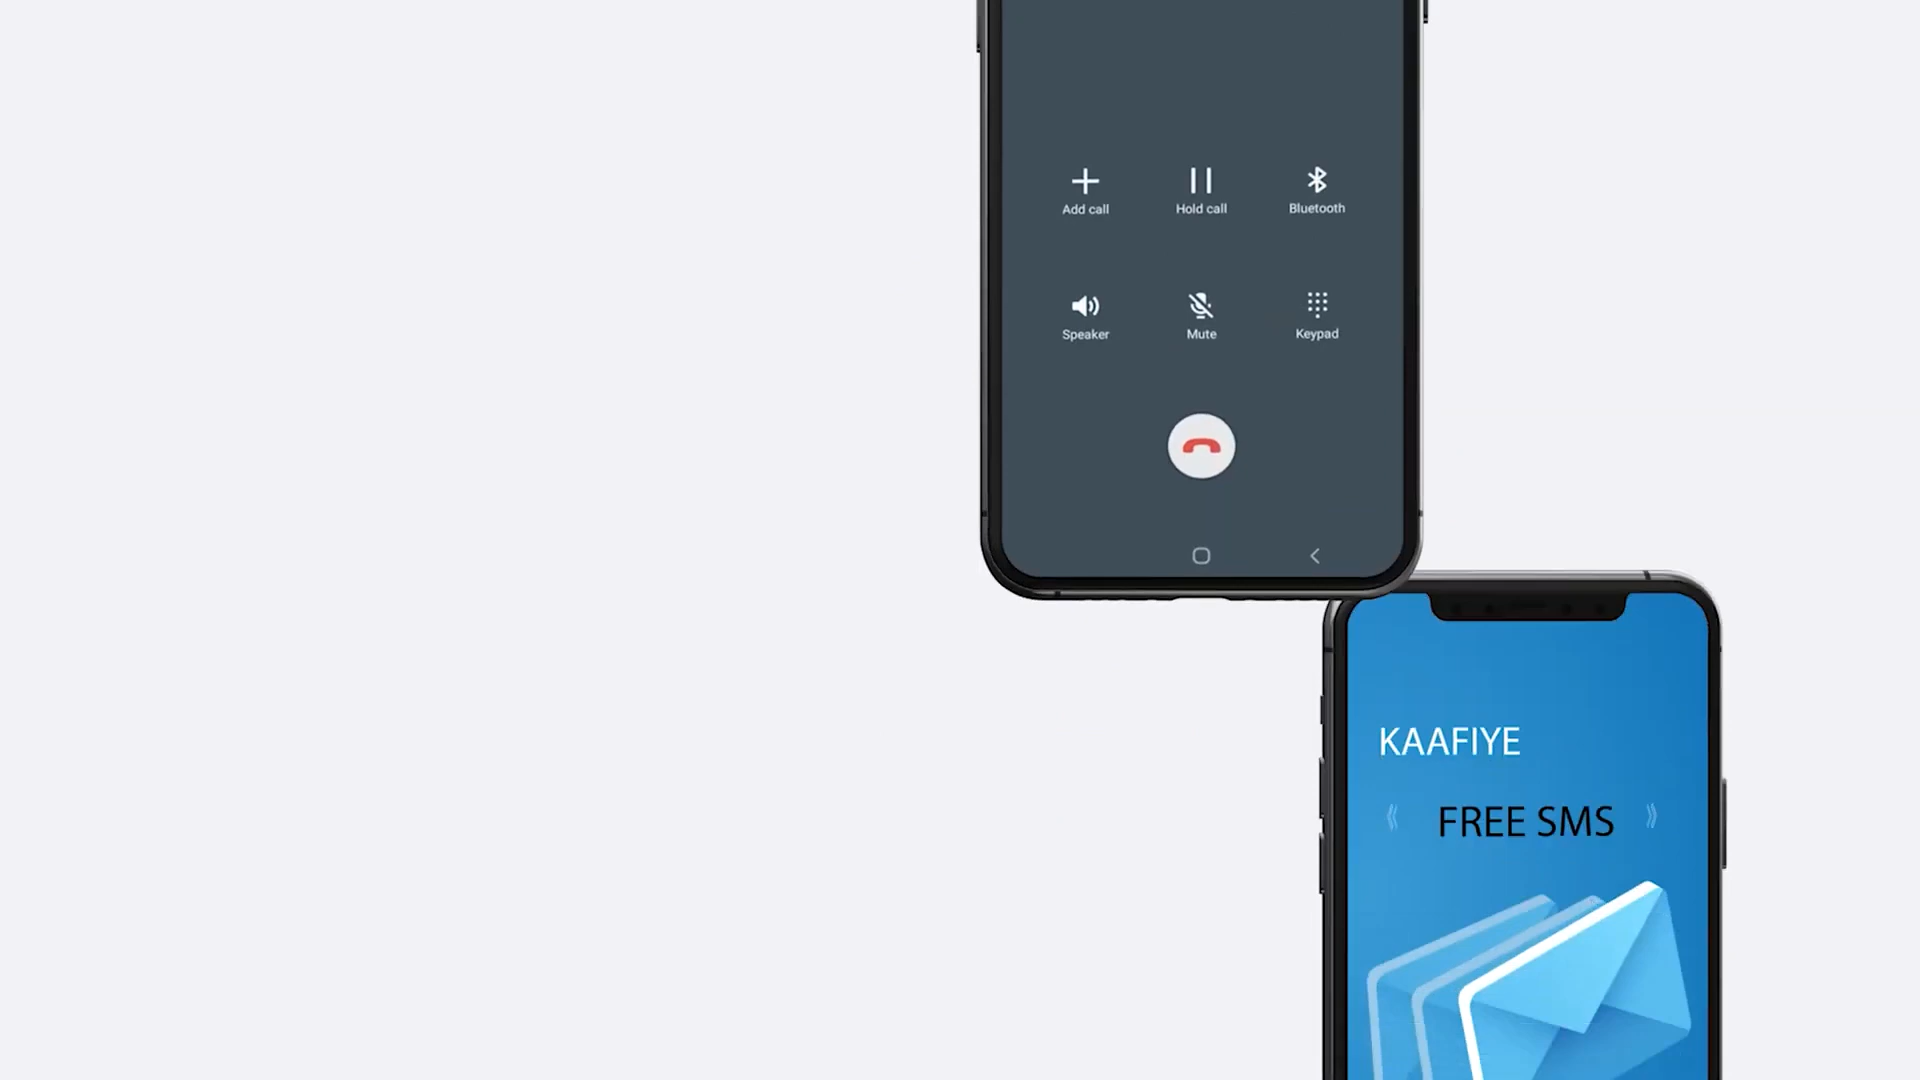 Add call
Hold call
Bluetooth
Speaker
Mute
Keypad
KAAFIYE
FREE SMS